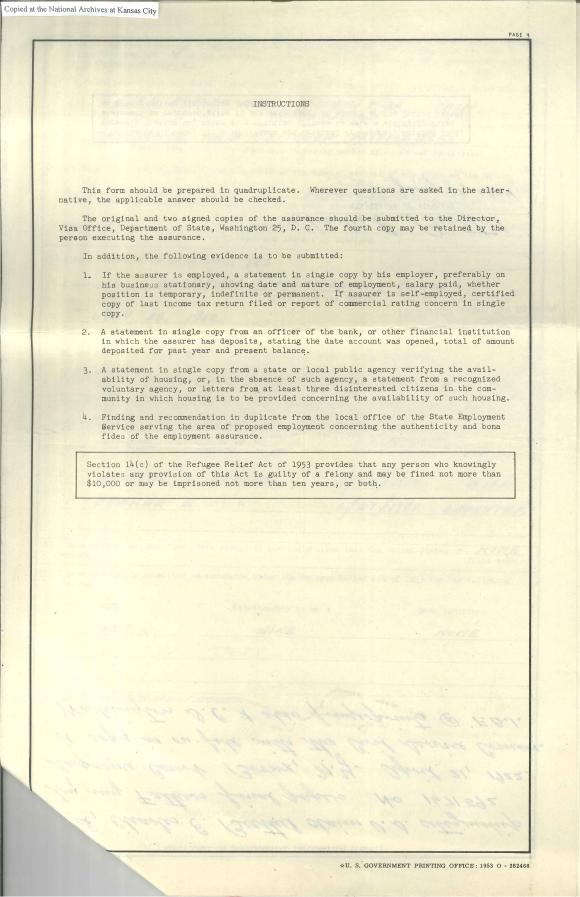 Copied at the National Archives at Kansas City
PAGE 4
INSTRUCTIONS
This form should be prepared in quadruplicate. Wherever questions are asked in the alter-
native, the applicable answer should be checked.
The original and two signed copies of the assurance should be submitted to the Director,
Visa Office, Department of State, Washington 25, D. C. The fourth copy may be retained by the
person executing the assurance.
In addition, the following evidence is to be submitted:
1. If the assurer is employed, a statement in single copy by his employer, preferably on
his business stationary, showing date and nature of employment, salary paid, whether
position is temporary, indefinite or permanent. If assurer is self-employed, certified
copy of last income tax return filed or report of commercial rating concern in single
copy.
2. A statement in single copy from an officer of the bank, or other financial institution
in which the assurer has deposits, stating the date account was opened, total of amount
deposited for past year and present balance.
3. A statement in single copy from a state or local public agency verifying the avail-
ability of housing, or, in the absence of such agency, a statement from a recognized
voluntary agency, or letters from at least three disinterested citizens in the com-
munity in which housing is to be provided concerning the availability of such housing.
4. Finding and recommendation in duplicate from the local office of the State Employment
Service serving the area of proposed employment concerning the authenticity and bona
fides of the employment assurance.
Section 14(c) of the Refugee Relief Act of 1953 provides that any person who knowingly
violates any provision of this Act is guilty of a felony and may be fined not more than
$10,000 or may be imprisoned not more than ten years, or both.
☆U. S. GOVERNMENT PRINTING OFFICE: 1953 O - 262468